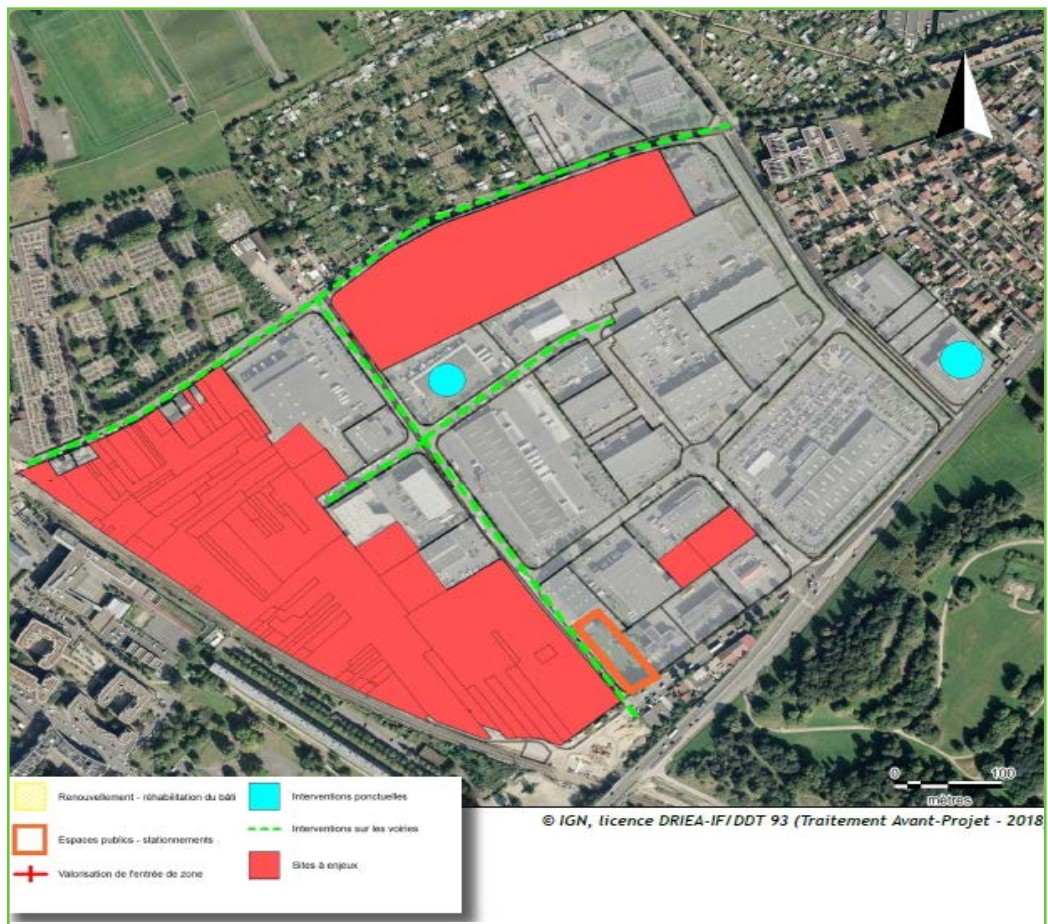 0 100
mètres
© IGN, licence DRIEA-IF/DDT 93 (Traitement Avant-Projet - 2018
Renouvellement - réhabilitation du bâti
Interventions ponctuelles
Espaces publics - stationnements
Interventions sur les voiries
Valorisation de l'entrée de zone
Sites à enjeux